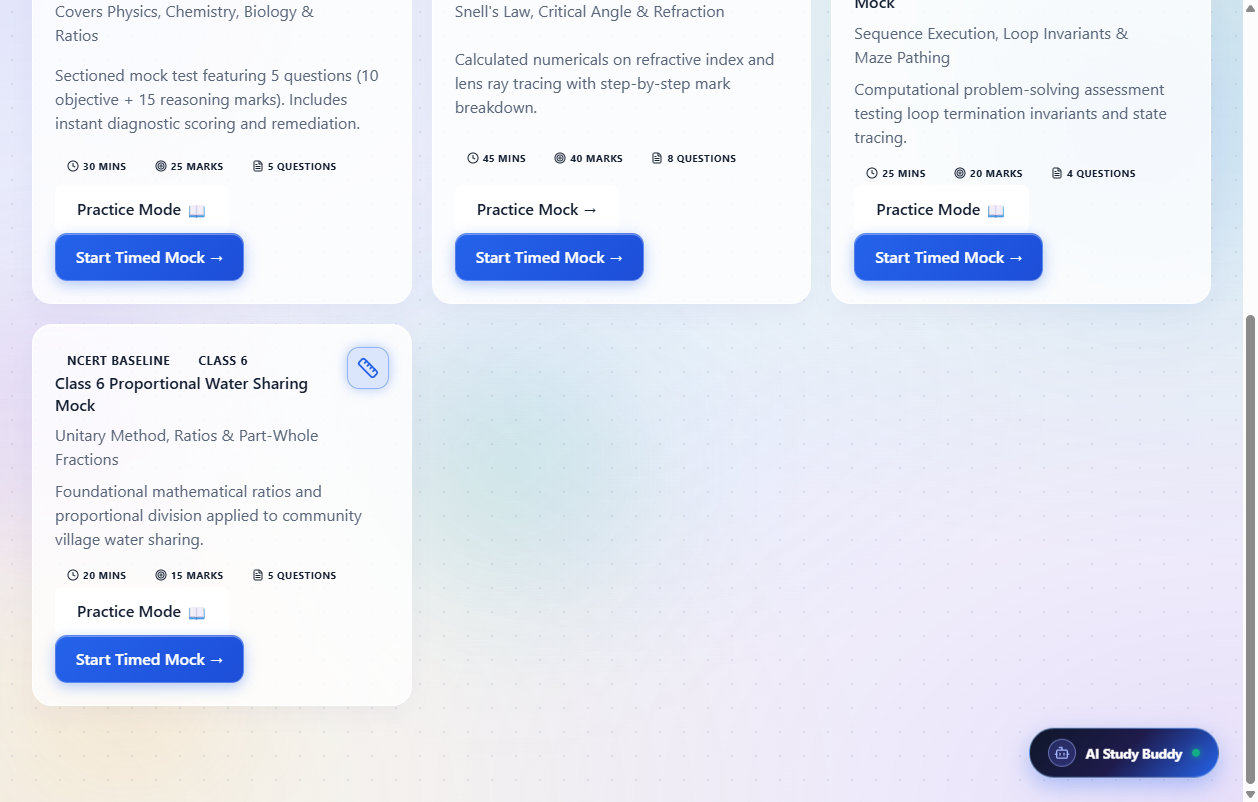 Covers Physics, Chemistry, Biology &
Ratios
Sectioned mock test featuring 5 questions (10
objective + 15 reasoning marks). Includes
instant diagnostic scoring and remediation.
30 MINS 25 MARKS 5 QUESTIONS
Practice Mode 📖
Start Timed Mock →
Snell's Law, Critical Angle & Refraction
Calculated numericals on refractive index and
lens ray tracing with step-by-step mark
breakdown.
45 MINS 40 MARKS 8 QUESTIONS
Practice Mock →
Start Timed Mock →
Mock
Sequence Execution, Loop Invariants &
Maze Pathing
Computational problem-solving assessment
testing loop termination invariants and state
tracing.
25 MINS 20 MARKS 4 QUESTIONS
Practice Mode 📖
Start Timed Mock →
NCERT BASELINE CLASS 6
Class 6 Proportional Water Sharing
Mock
Unitary Method, Ratios & Part-Whole
Fractions
Foundational mathematical ratios and
proportional division applied to community
village water sharing.
20 MINS 15 MARKS 5 QUESTIONS
Practice Mode 📖
Start Timed Mock →
AI Study Buddy